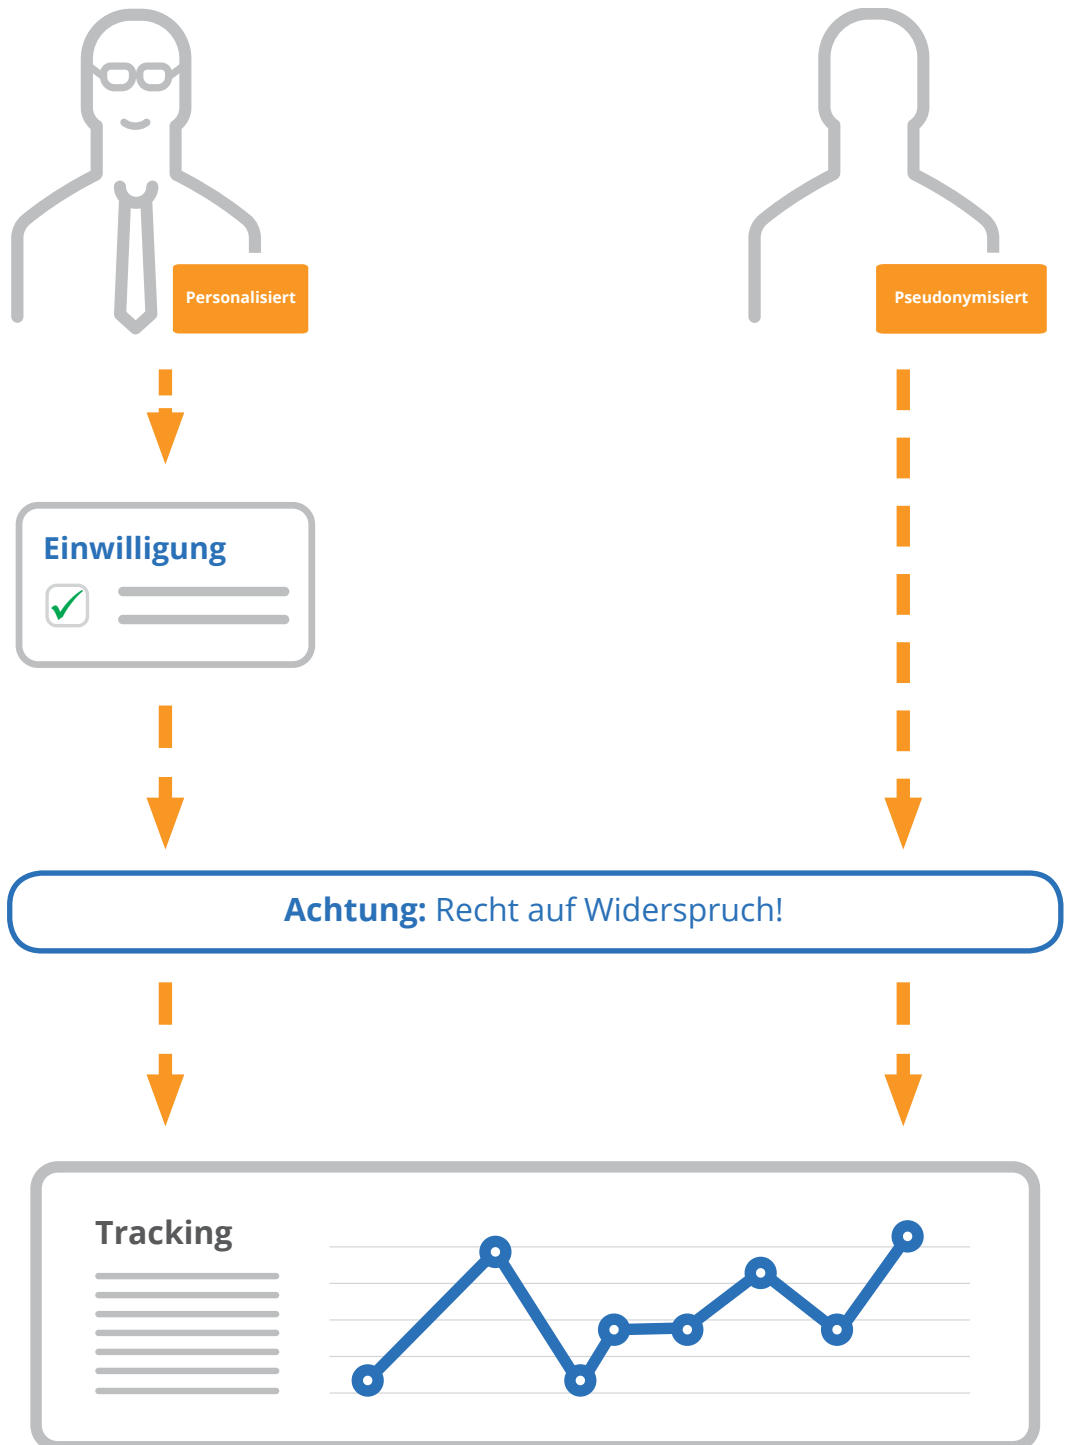 Personalisiert
Pseudonymisiert
Einwilligung
Achtung: Recht auf Widerspruch!
Tracking